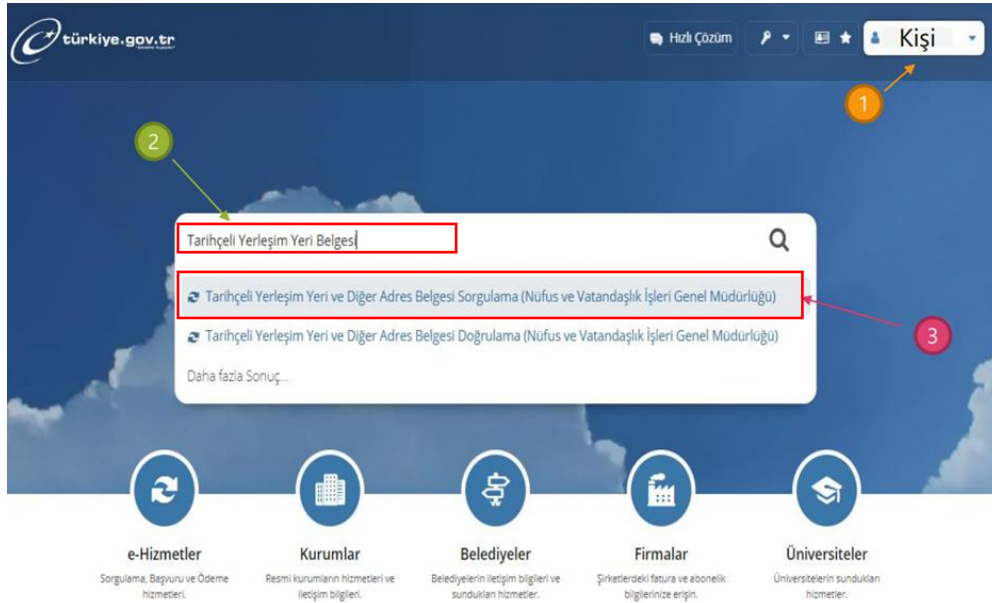 türkiye.gov.tr
Hızlı Çözüm
Kişi
1
2
Tarihçeli Yerleşim Yeri Belgesi
Tarihçeli Yerleşim Yeri ve Diğer Adres Belgesi Sorgulama (Nüfus ve Vatandaşlık İşleri Genel Müdürlüğü)
3
Tarihçeli Yerleşim Yeri ve Diğer Adres Belgesi Doğrulama (Nüfus ve Vatandaşlık İşleri Genel Müdürlüğü)
Daha fazla Sonuç...
e-Hizmetler
Sorgulama, Başvuru ve Ödeme
hizmetleri.
Kurumlar
Resmi kurumların hizmetleri ve
iletişim bilgileri.
Belediyeler
Belediyelerin iletişim bilgileri ve
sundukları hizmetler.
Firmalar
Şirketlerdeki fatura ve abonelik
bilgilerinize erişin.
Üniversiteler
Üniversitelerin sundukları
hizmetler.